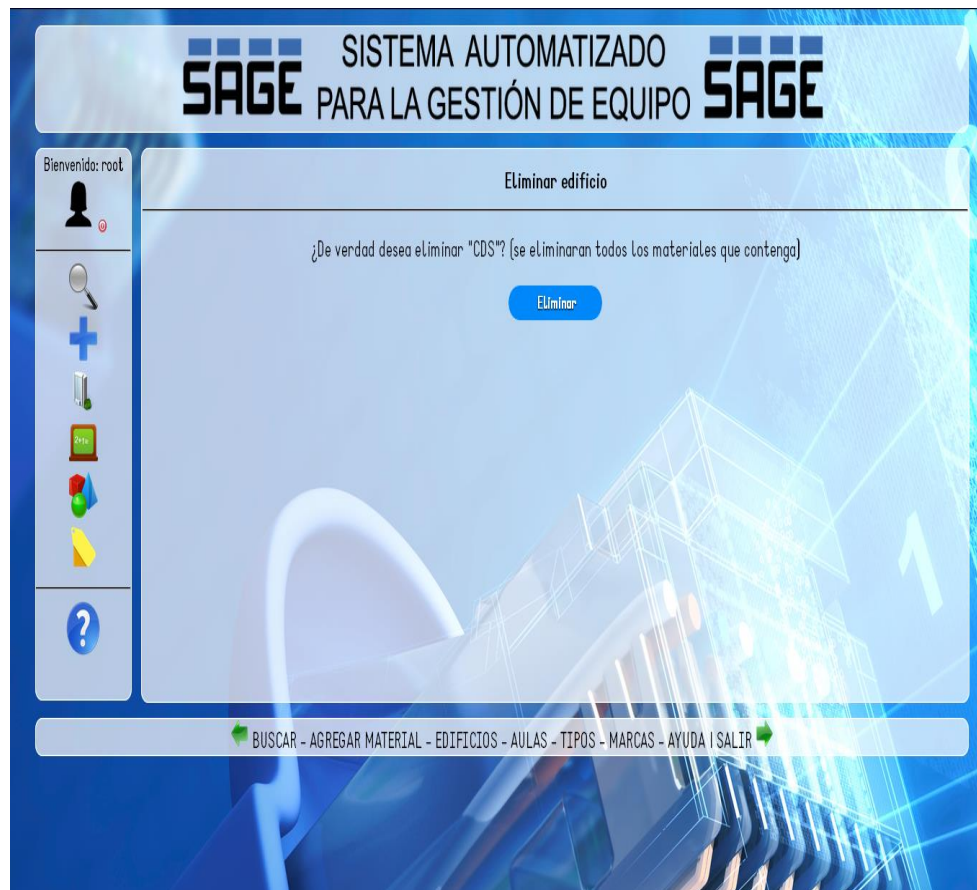 SAGE
SISTEMA AUTOMATIZADO
PARA LA GESTIÓN DE EQUIPO
SAGE
Bienvenido: root
Eliminar edificio
¿De verdad desea eliminar "CDS"? (se eliminaran todos los materiales que contenga)
Eliminar
?
BUSCAR - AGREGAR MATERIAL - EDIFICIOS - AULAS - TIPOS - MARCAS - AYUDA | SALIR
1